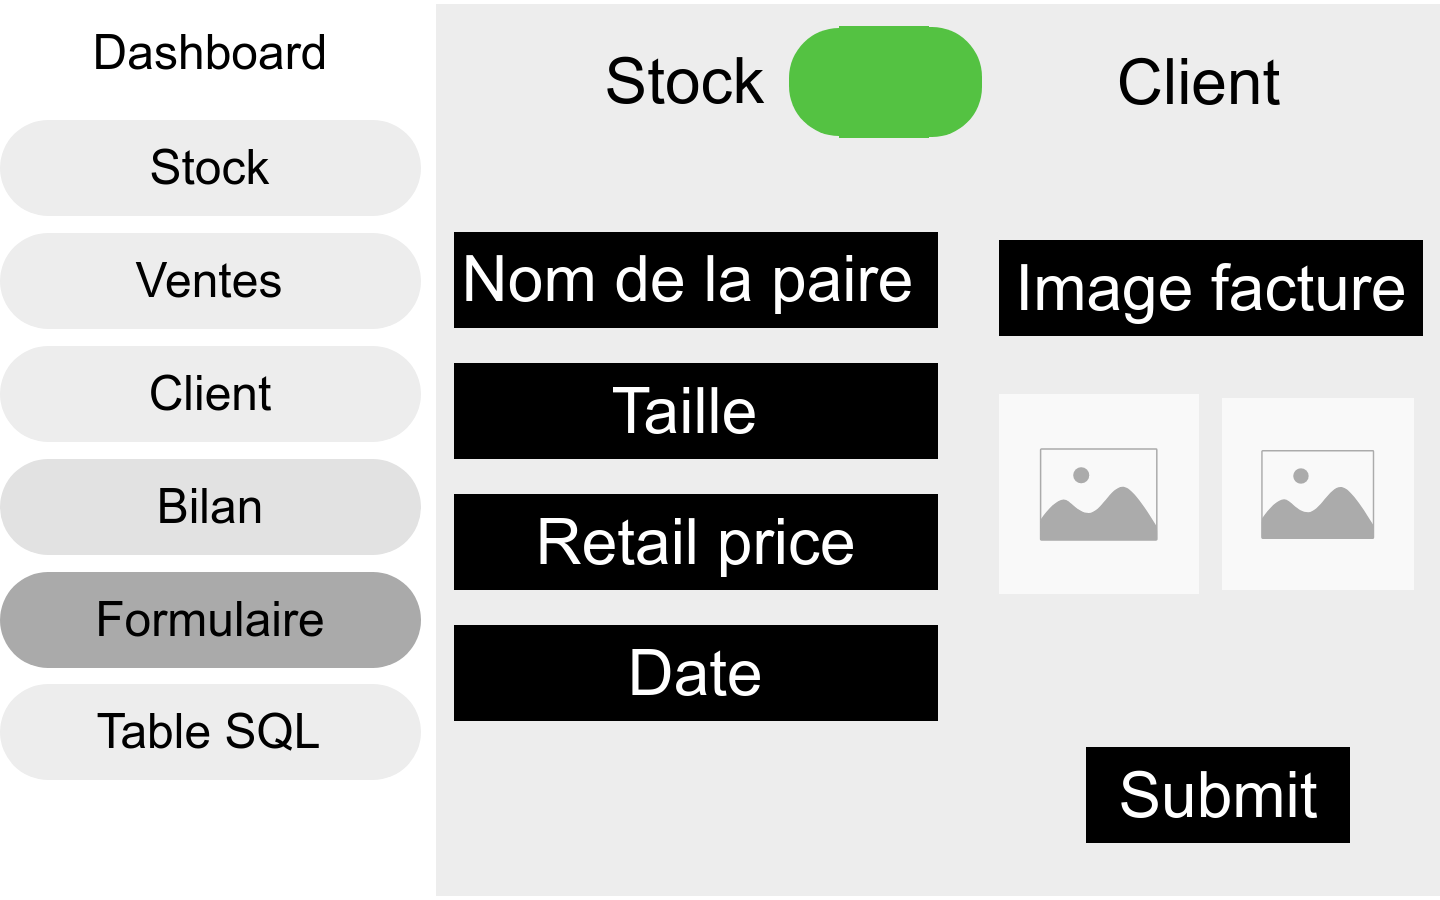 Dashboard
Stock
Ventes
Client
Bilan
Formulaire
Table SQL
Stock
Client
Nom de la paire
Taille
Retail price
Date
Image facture
Submit